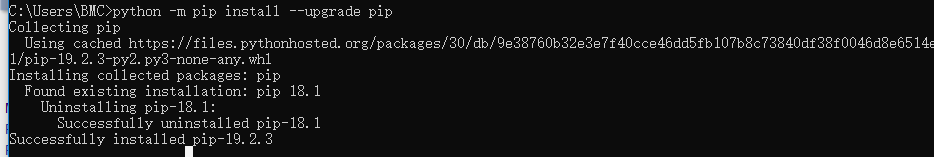 C:\Users\BMC>python -m pip install --upgrade pip
Collecting pip
Using cached https://files.pythonhosted.org/packages/30/db/9e38760b32e3e7f40cce46dd5fb107b8c73840df38f0046d8e6514e
1/pip-19.2.3-py2.py3-none-any.whl
Installing collected packages: pip
Found existing installation: pip 18.1
Uninstalling pip-18.1:
Successfully uninstalled pip-18.1
Successfully installed pip-19.2.3